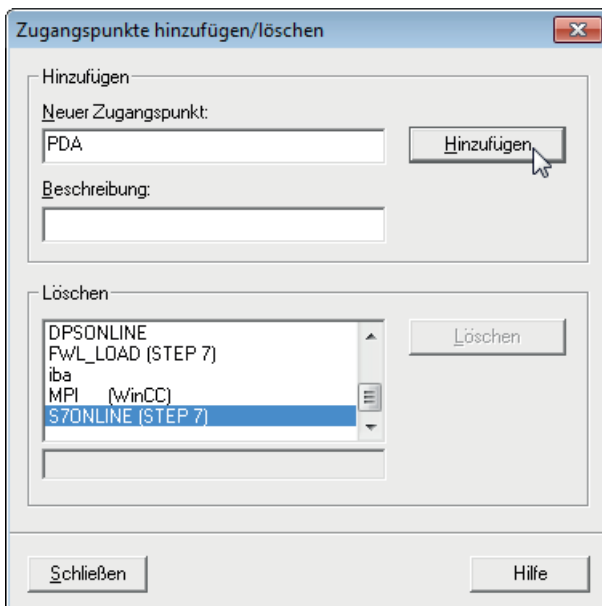 Zugangspunkte hinzufügen/löschen
Hinzufügen
Neuer Zugangspunkt:
PDA
Hinzufügen
Beschreibung:
Löschen
DPSONLINE
FWL_LOAD (STEP 7)
iba
MPI (WinCC)
S7ONLINE (STEP 7)
Löschen
Schließen
Hilfe